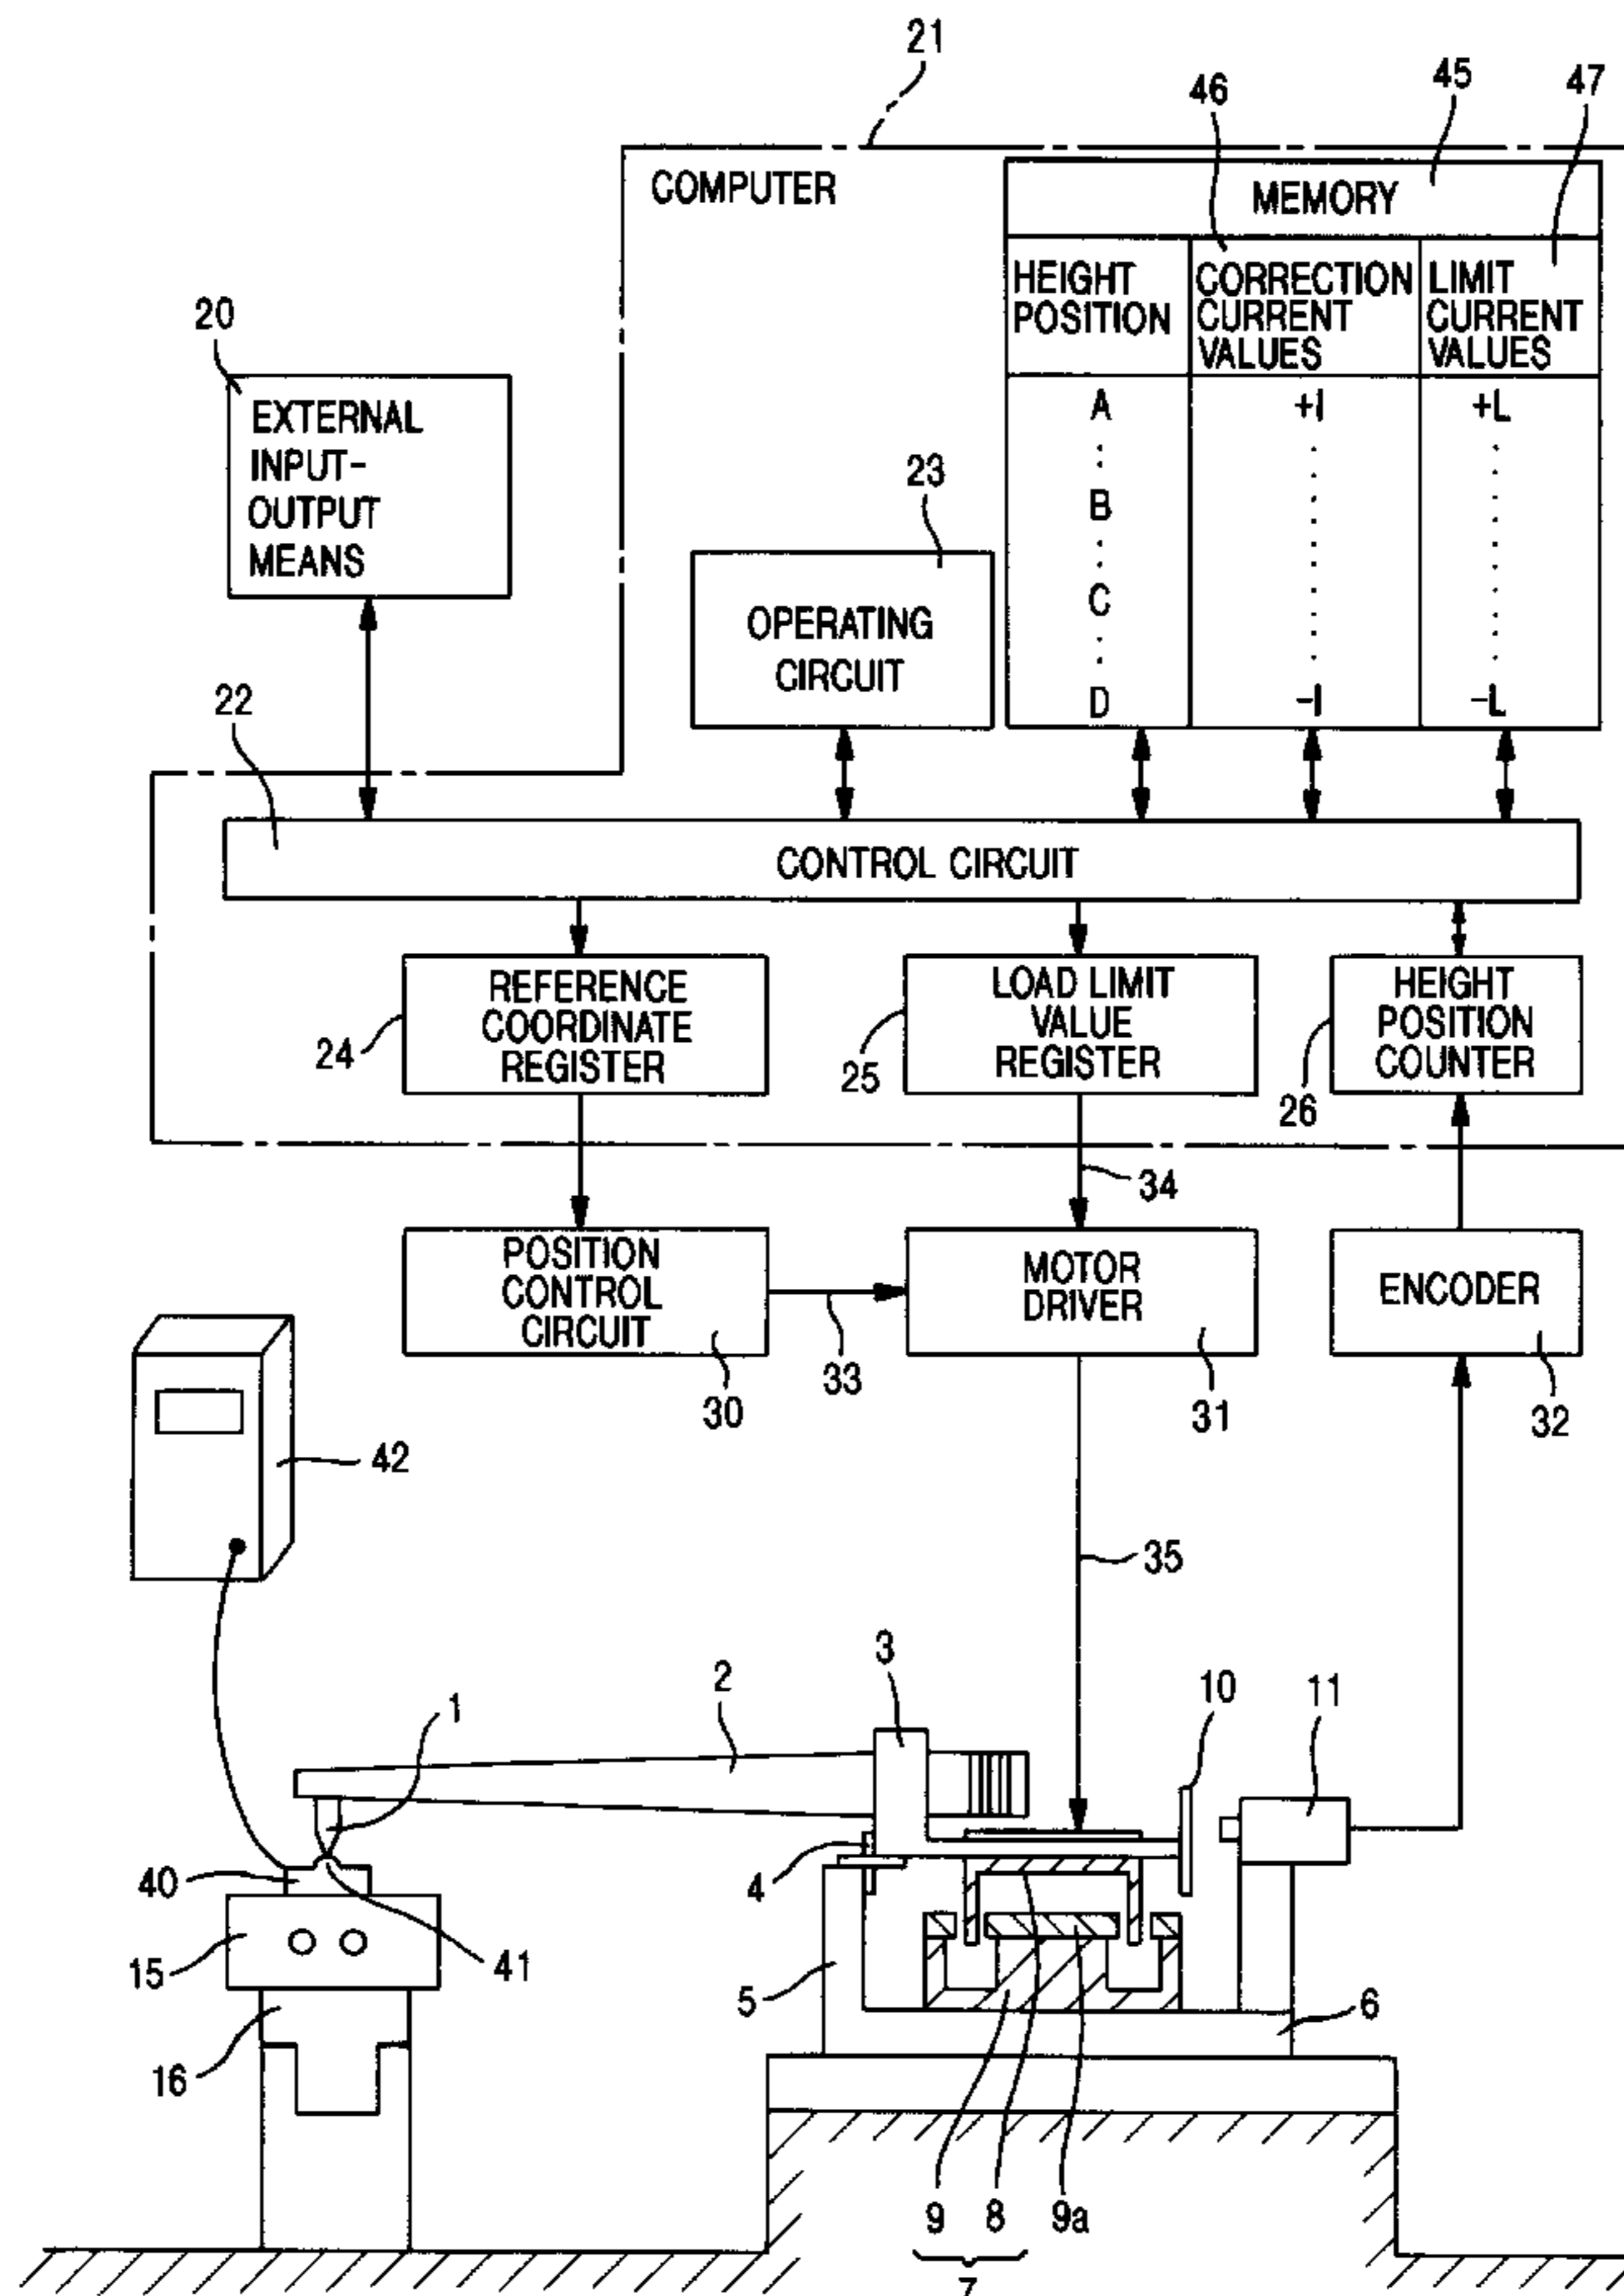 21
45
46
47
COMPUTER
MEMORY
HEIGHT
POSITION
CORRECTION
CURRENT
VALUES
LIMIT
CURRENT
VALUES
20
EXTERNAL
INPUT-
OUTPUT
MEANS
A +I +L
B
C
D -I -L
23
OPERATING
CIRCUIT
22
CONTROL CIRCUIT
REFERENCE
COORDINATE
REGISTER
24
LOAD LIMIT
VALUE
REGISTER
25
HEIGHT
POSITION
COUNTER
26
34
POSITION
CONTROL
CIRCUIT
30
33
MOTOR
DRIVER
31
ENCODER
32
42
35
1
2
3
10
11
4
40
41
15
5
6
16
9
8
9a
7